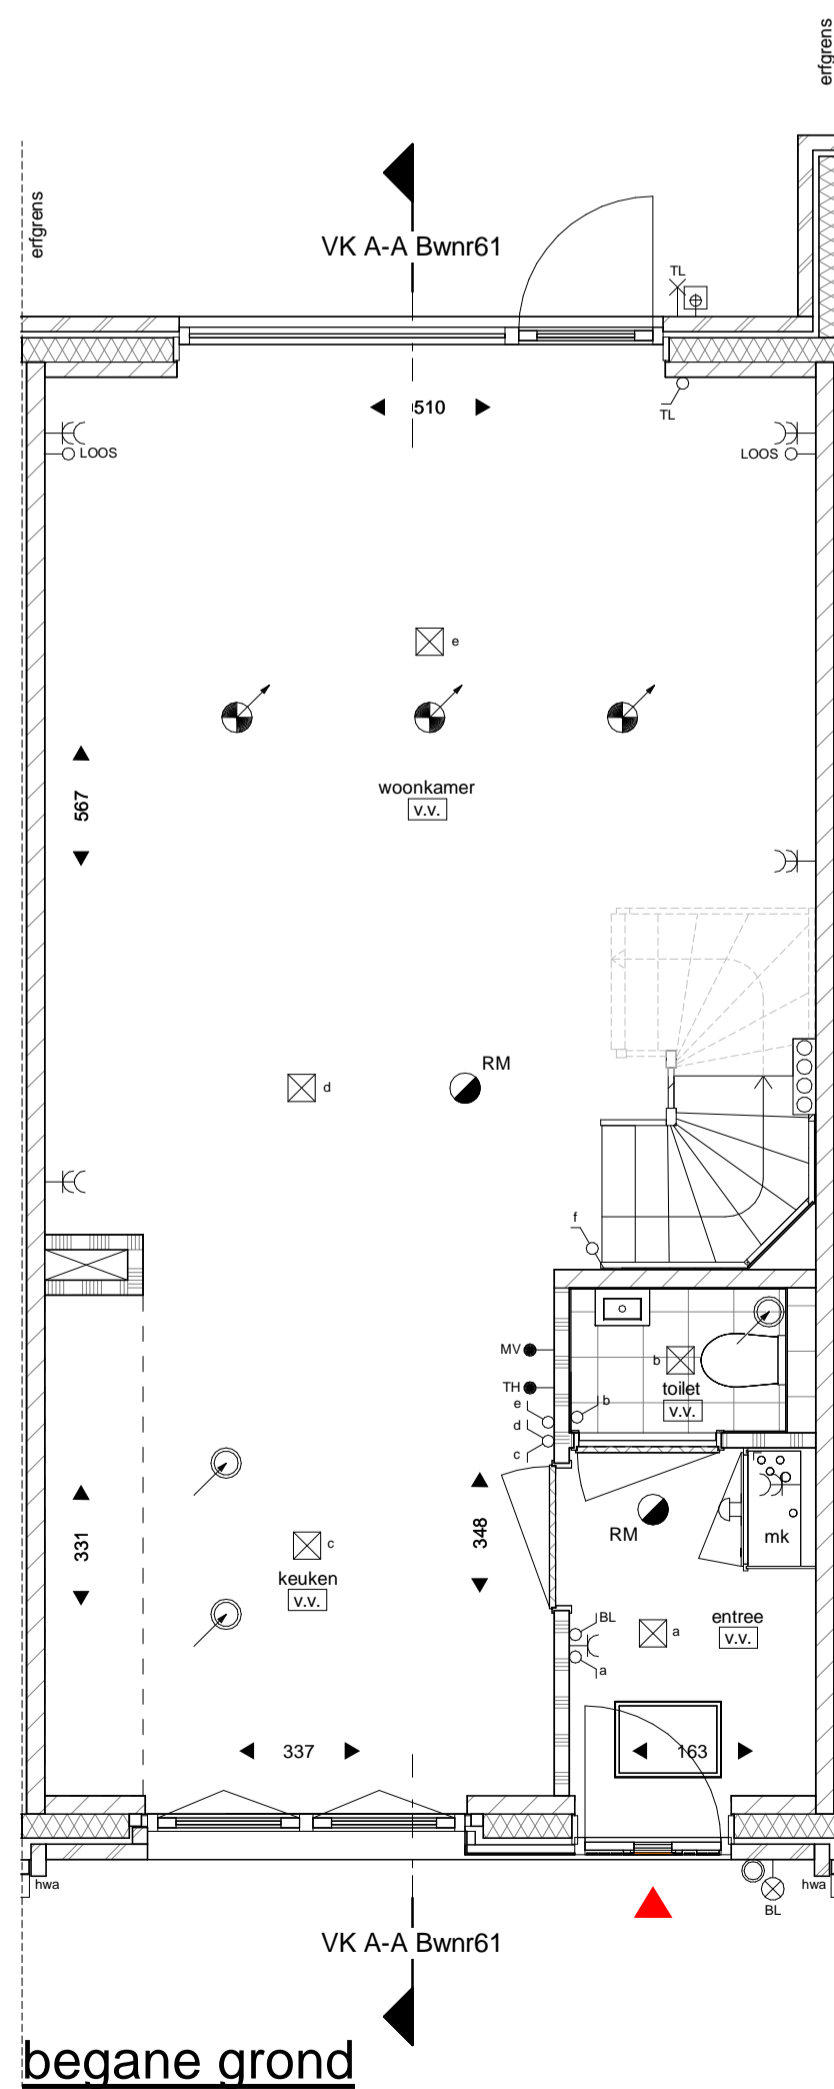 erfgrens
erfgrens
VK A-A Bwnr61
TL
510
TL
LOOS
LOOS
e
567
woonkamer
v.v.
RM
d
f
MV
b
toilet
v.v.
TH
e
b
d
c
331
348
RM
mk
c
keuken
v.v.
BL
a
entree
v.v.
a
337
163
hwa
hwa
BL
VK A-A Bwnr61
begane grond